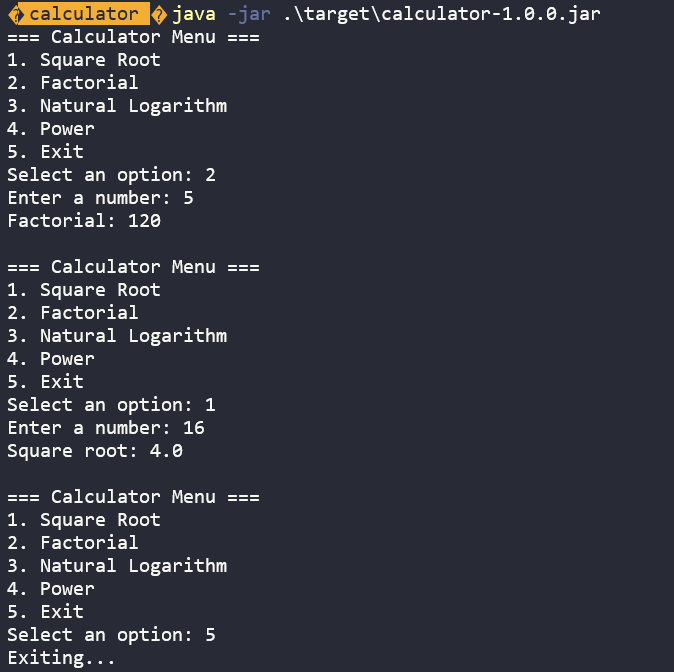 calculator java -jar .\target\calculator-1.0.0.jar
=== Calculator Menu ===
1. Square Root
2. Factorial
3. Natural Logarithm
4. Power
5. Exit
Select an option: 2
Enter a number: 5
Factorial: 120
=== Calculator Menu ===
1. Square Root
2. Factorial
3. Natural Logarithm
4. Power
5. Exit
Select an option: 1
Enter a number: 16
Square root: 4.0
=== Calculator Menu ===
1. Square Root
2. Factorial
3. Natural Logarithm
4. Power
5. Exit
Select an option: 5
Exiting...